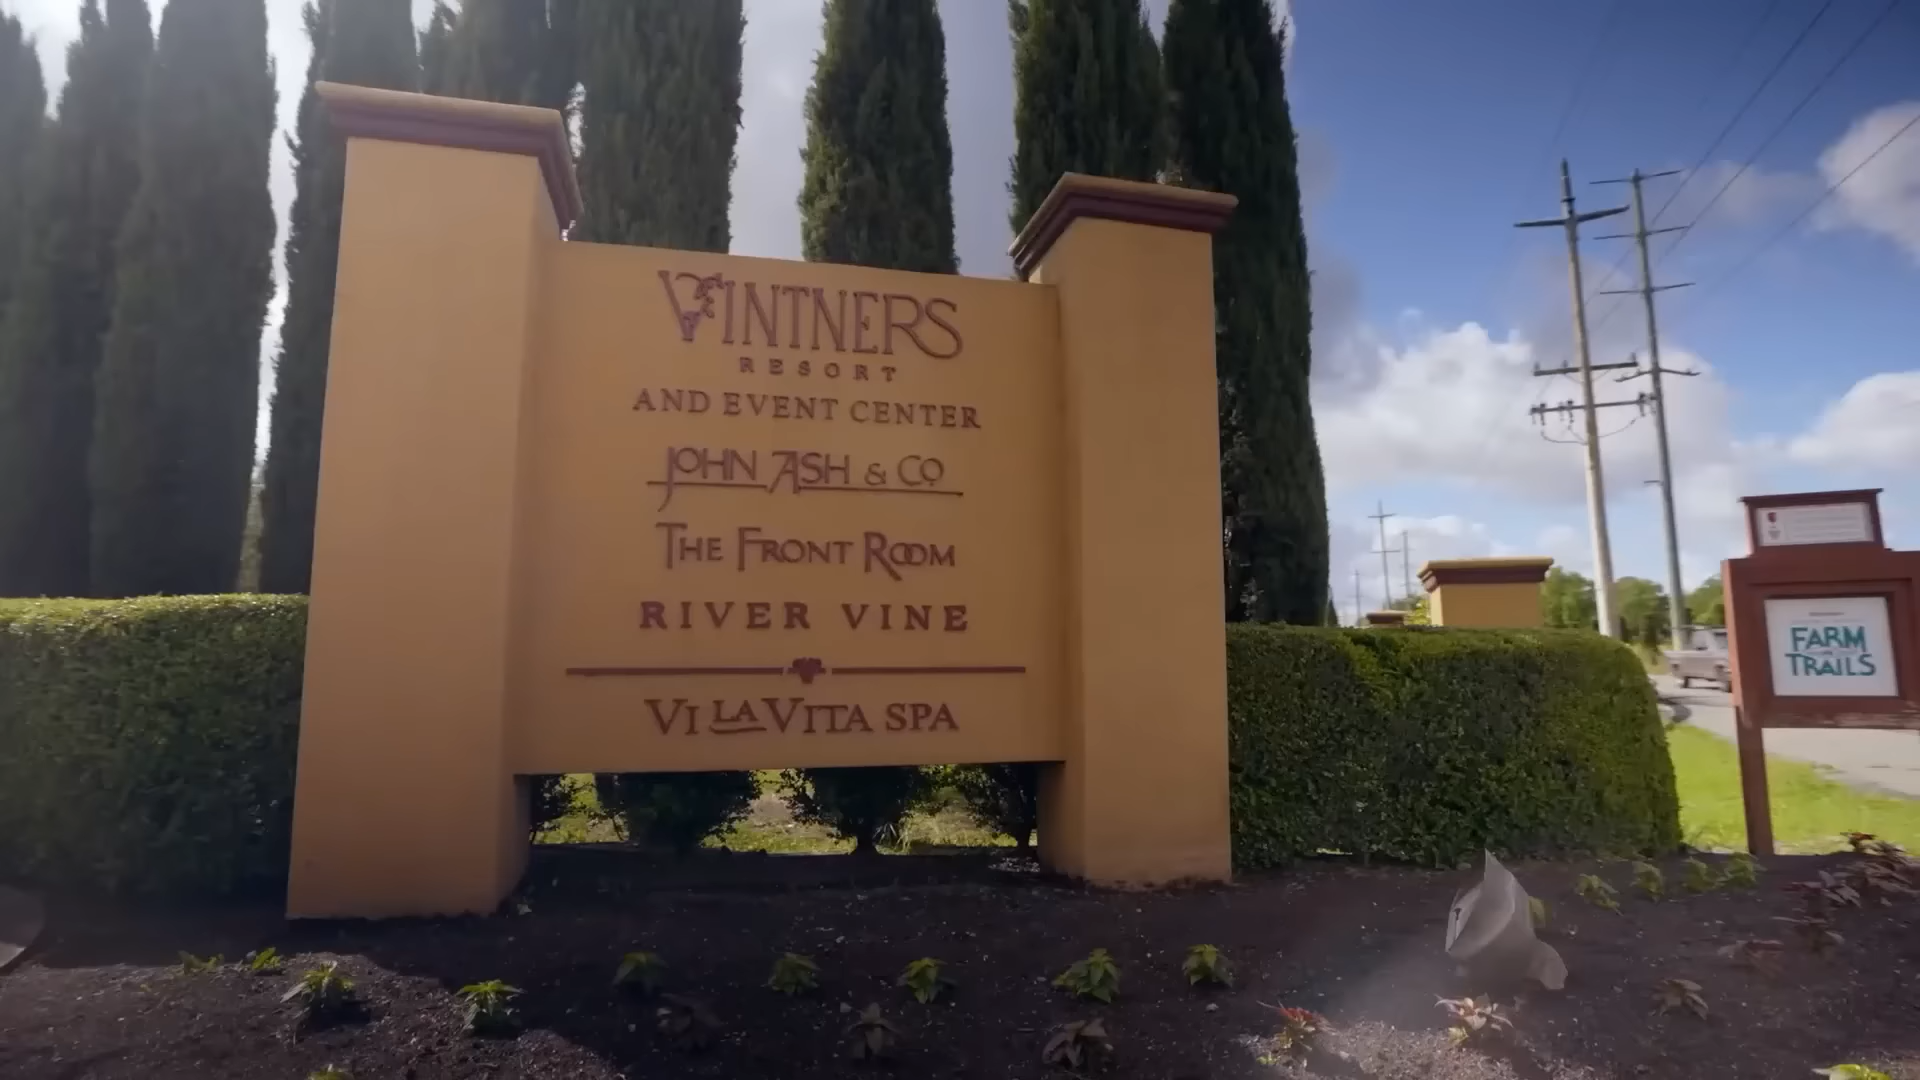 VINTNERS
RESORT
AND EVENT CENTER
JOHN ASH & CO
THE FRONT ROOM
RIVER VINE
VI LA VITA SPA
FARM
TRAILS